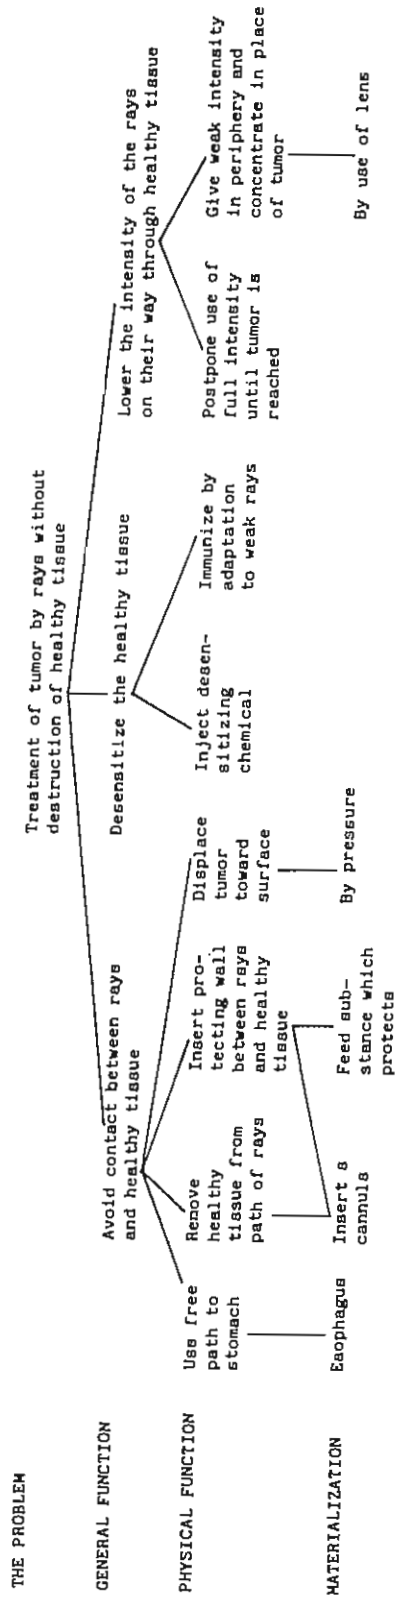 THE PROBLEM
Treatment of tumor by rays without
destruction of healthy tissue
GENERAL FUNCTION
Avoid contact between rays
and healthy tissue
Desensitize the healthy tissue
Lower the intensity of the rays
on their way through healthy tissue
PHYSICAL FUNCTION
Use free
path to
stomach
Remove
healthy
tissue from
path of rays
Insert pro-
tecting wall
between rays
and healthy
tissue
Displace
tumor
toward
surface
Inject desen-
sitizing
chemical
Immunize by
adaptation
to weak rays
Postpone use of
full intensity
until tumor is
reached
Give weak intensity
in periphery and
concentrate in place
of tumor
MATERIALIZATION
Esophagus
Insert a
cannuls
Feed sub-
stance which
protects
By pressure
By use of lens